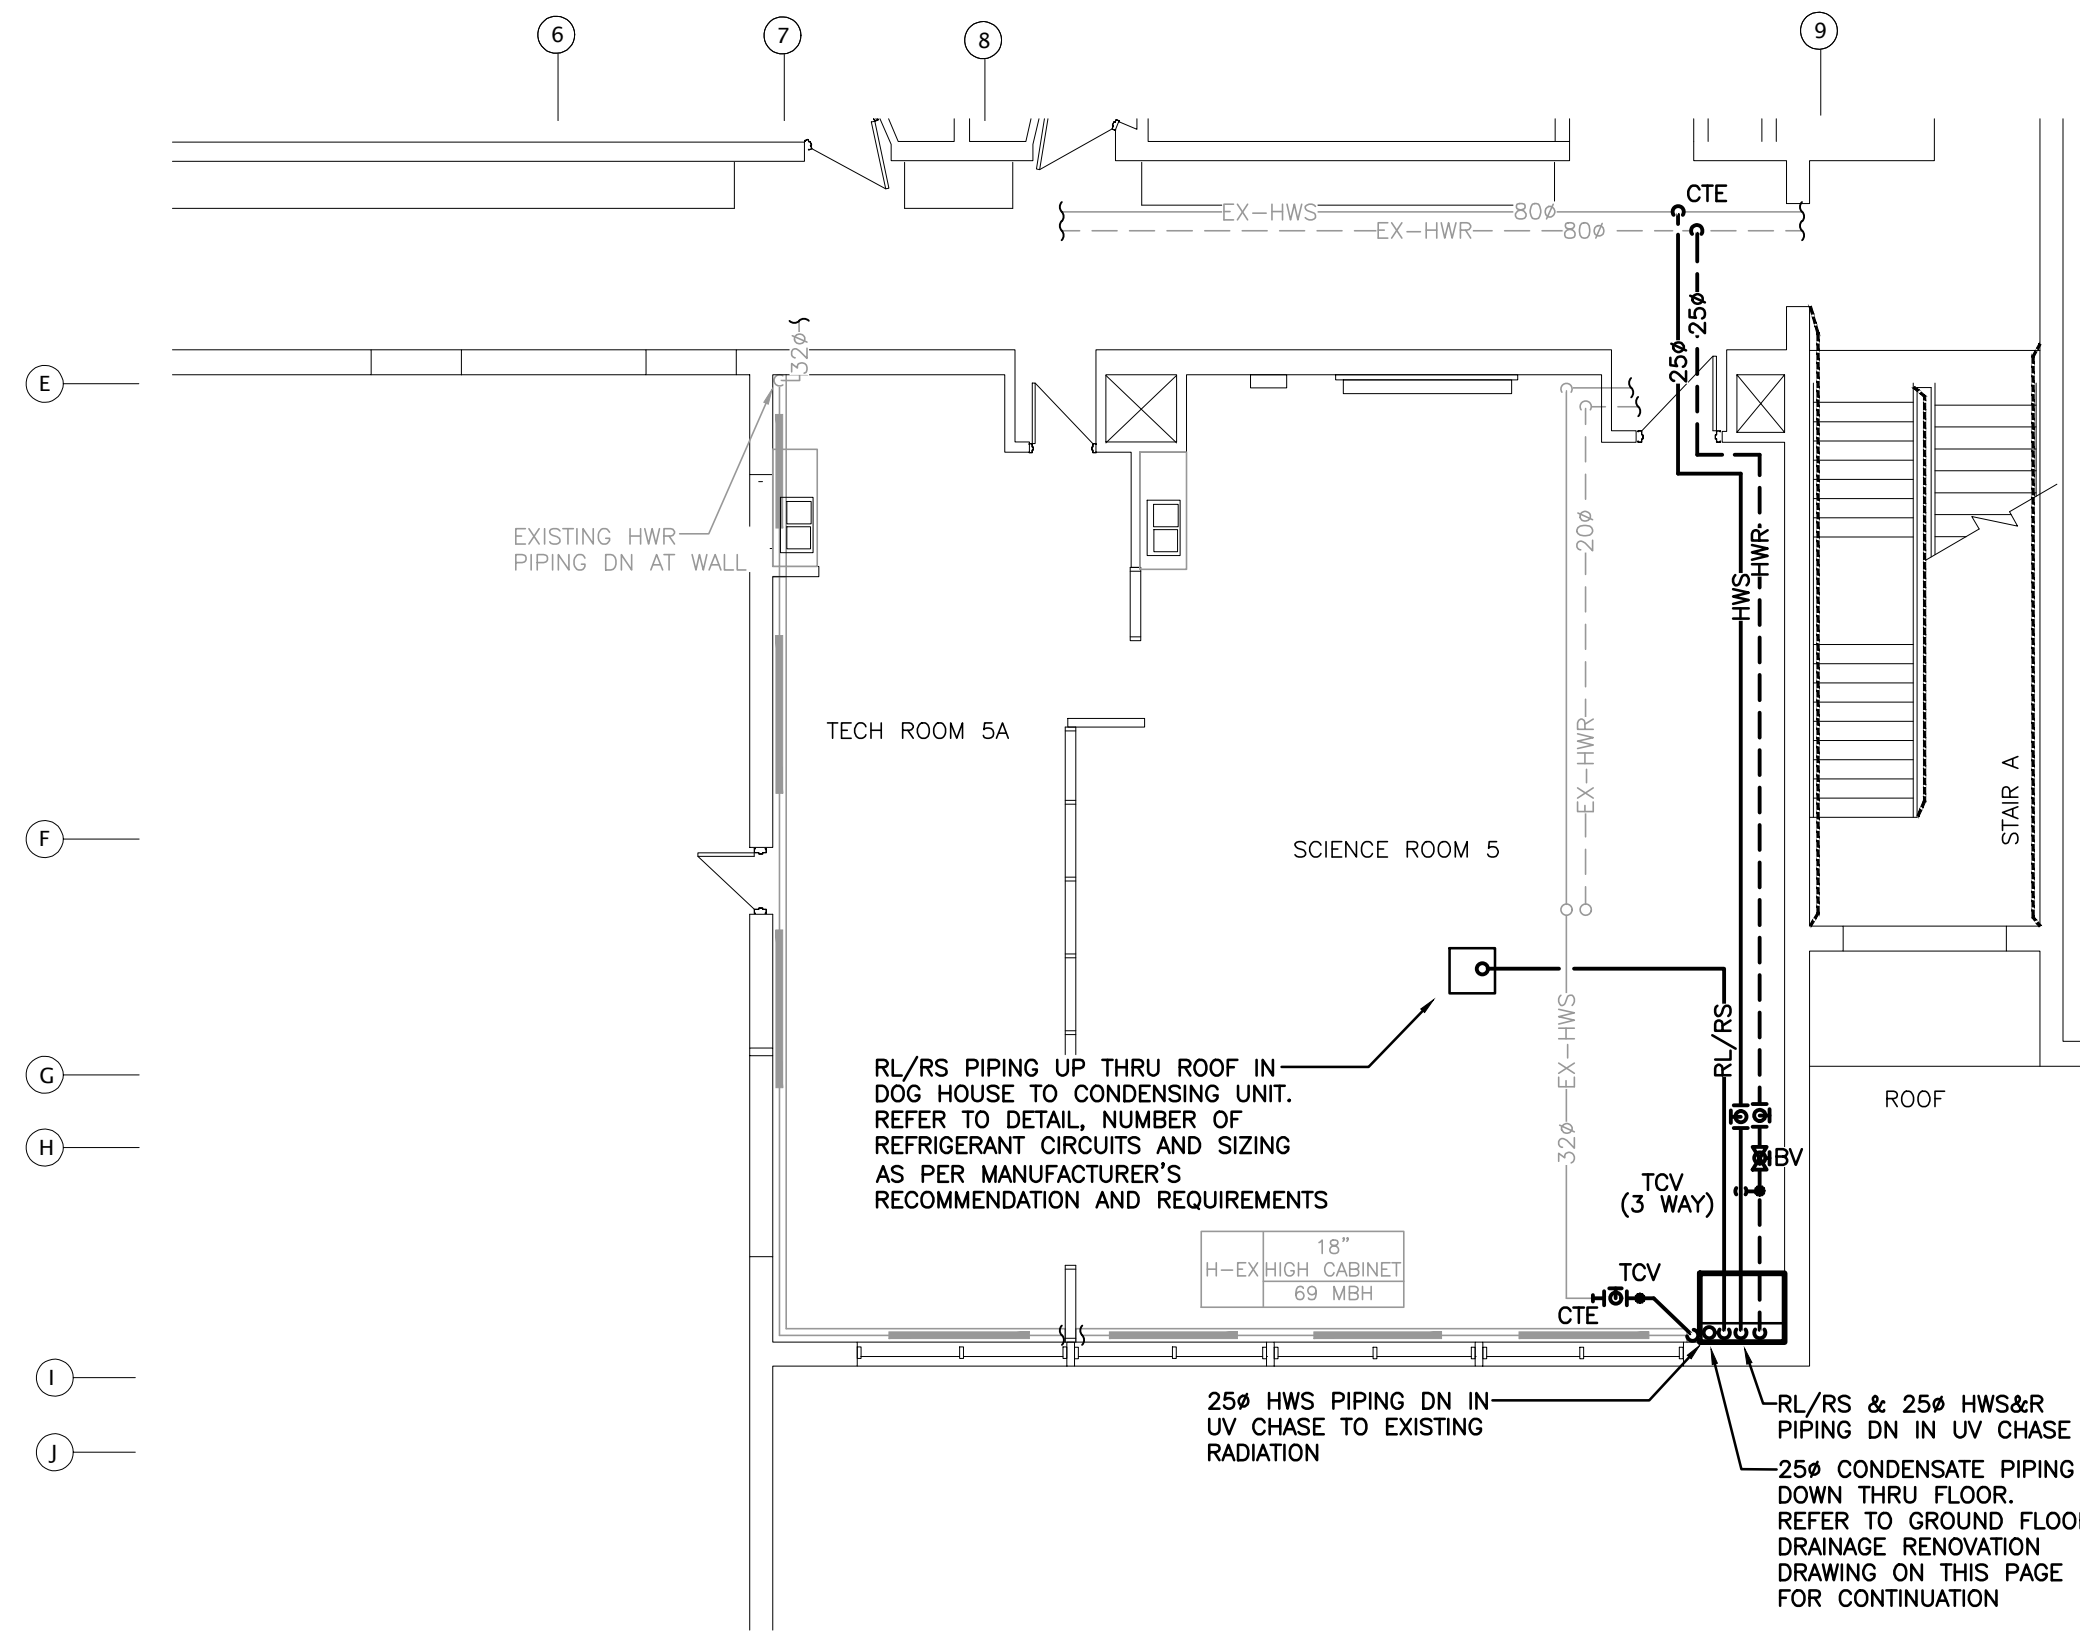 6
7
8
9
CTE
EX-HWS
80ø
EX-HWR
80ø
25ø
25ø
32ø
E
EXISTING HWR
PIPING DN AT WALL
20ø
HWR
HWS
TECH ROOM 5A
EX-HWR
STAIR A
F
SCIENCE ROOM 5
EX-HWS
RL/RS
G
RL/RS PIPING UP THRU ROOF IN
DOG HOUSE TO CONDENSING UNIT.
REFER TO DETAIL, NUMBER OF
REFRIGERANT CIRCUITS AND SIZING
AS PER MANUFACTURER'S
RECOMMENDATION AND REQUIREMENTS
ROOF
H
32ø
BV
TCV
(3 WAY)
H-EX
18"
HIGH CABINET
69 MBH
TCV
CTE
I
25ø HWS PIPING DN IN
UV CHASE TO EXISTING
RADIATION
RL/RS & 25ø HWS&R
PIPING DN IN UV CHASE
J
25ø CONDENSATE PIPING
DOWN THRU FLOOR.
REFER TO GROUND FLOOR
DRAINAGE RENOVATION
DRAWING ON THIS PAGE
FOR CONTINUATION